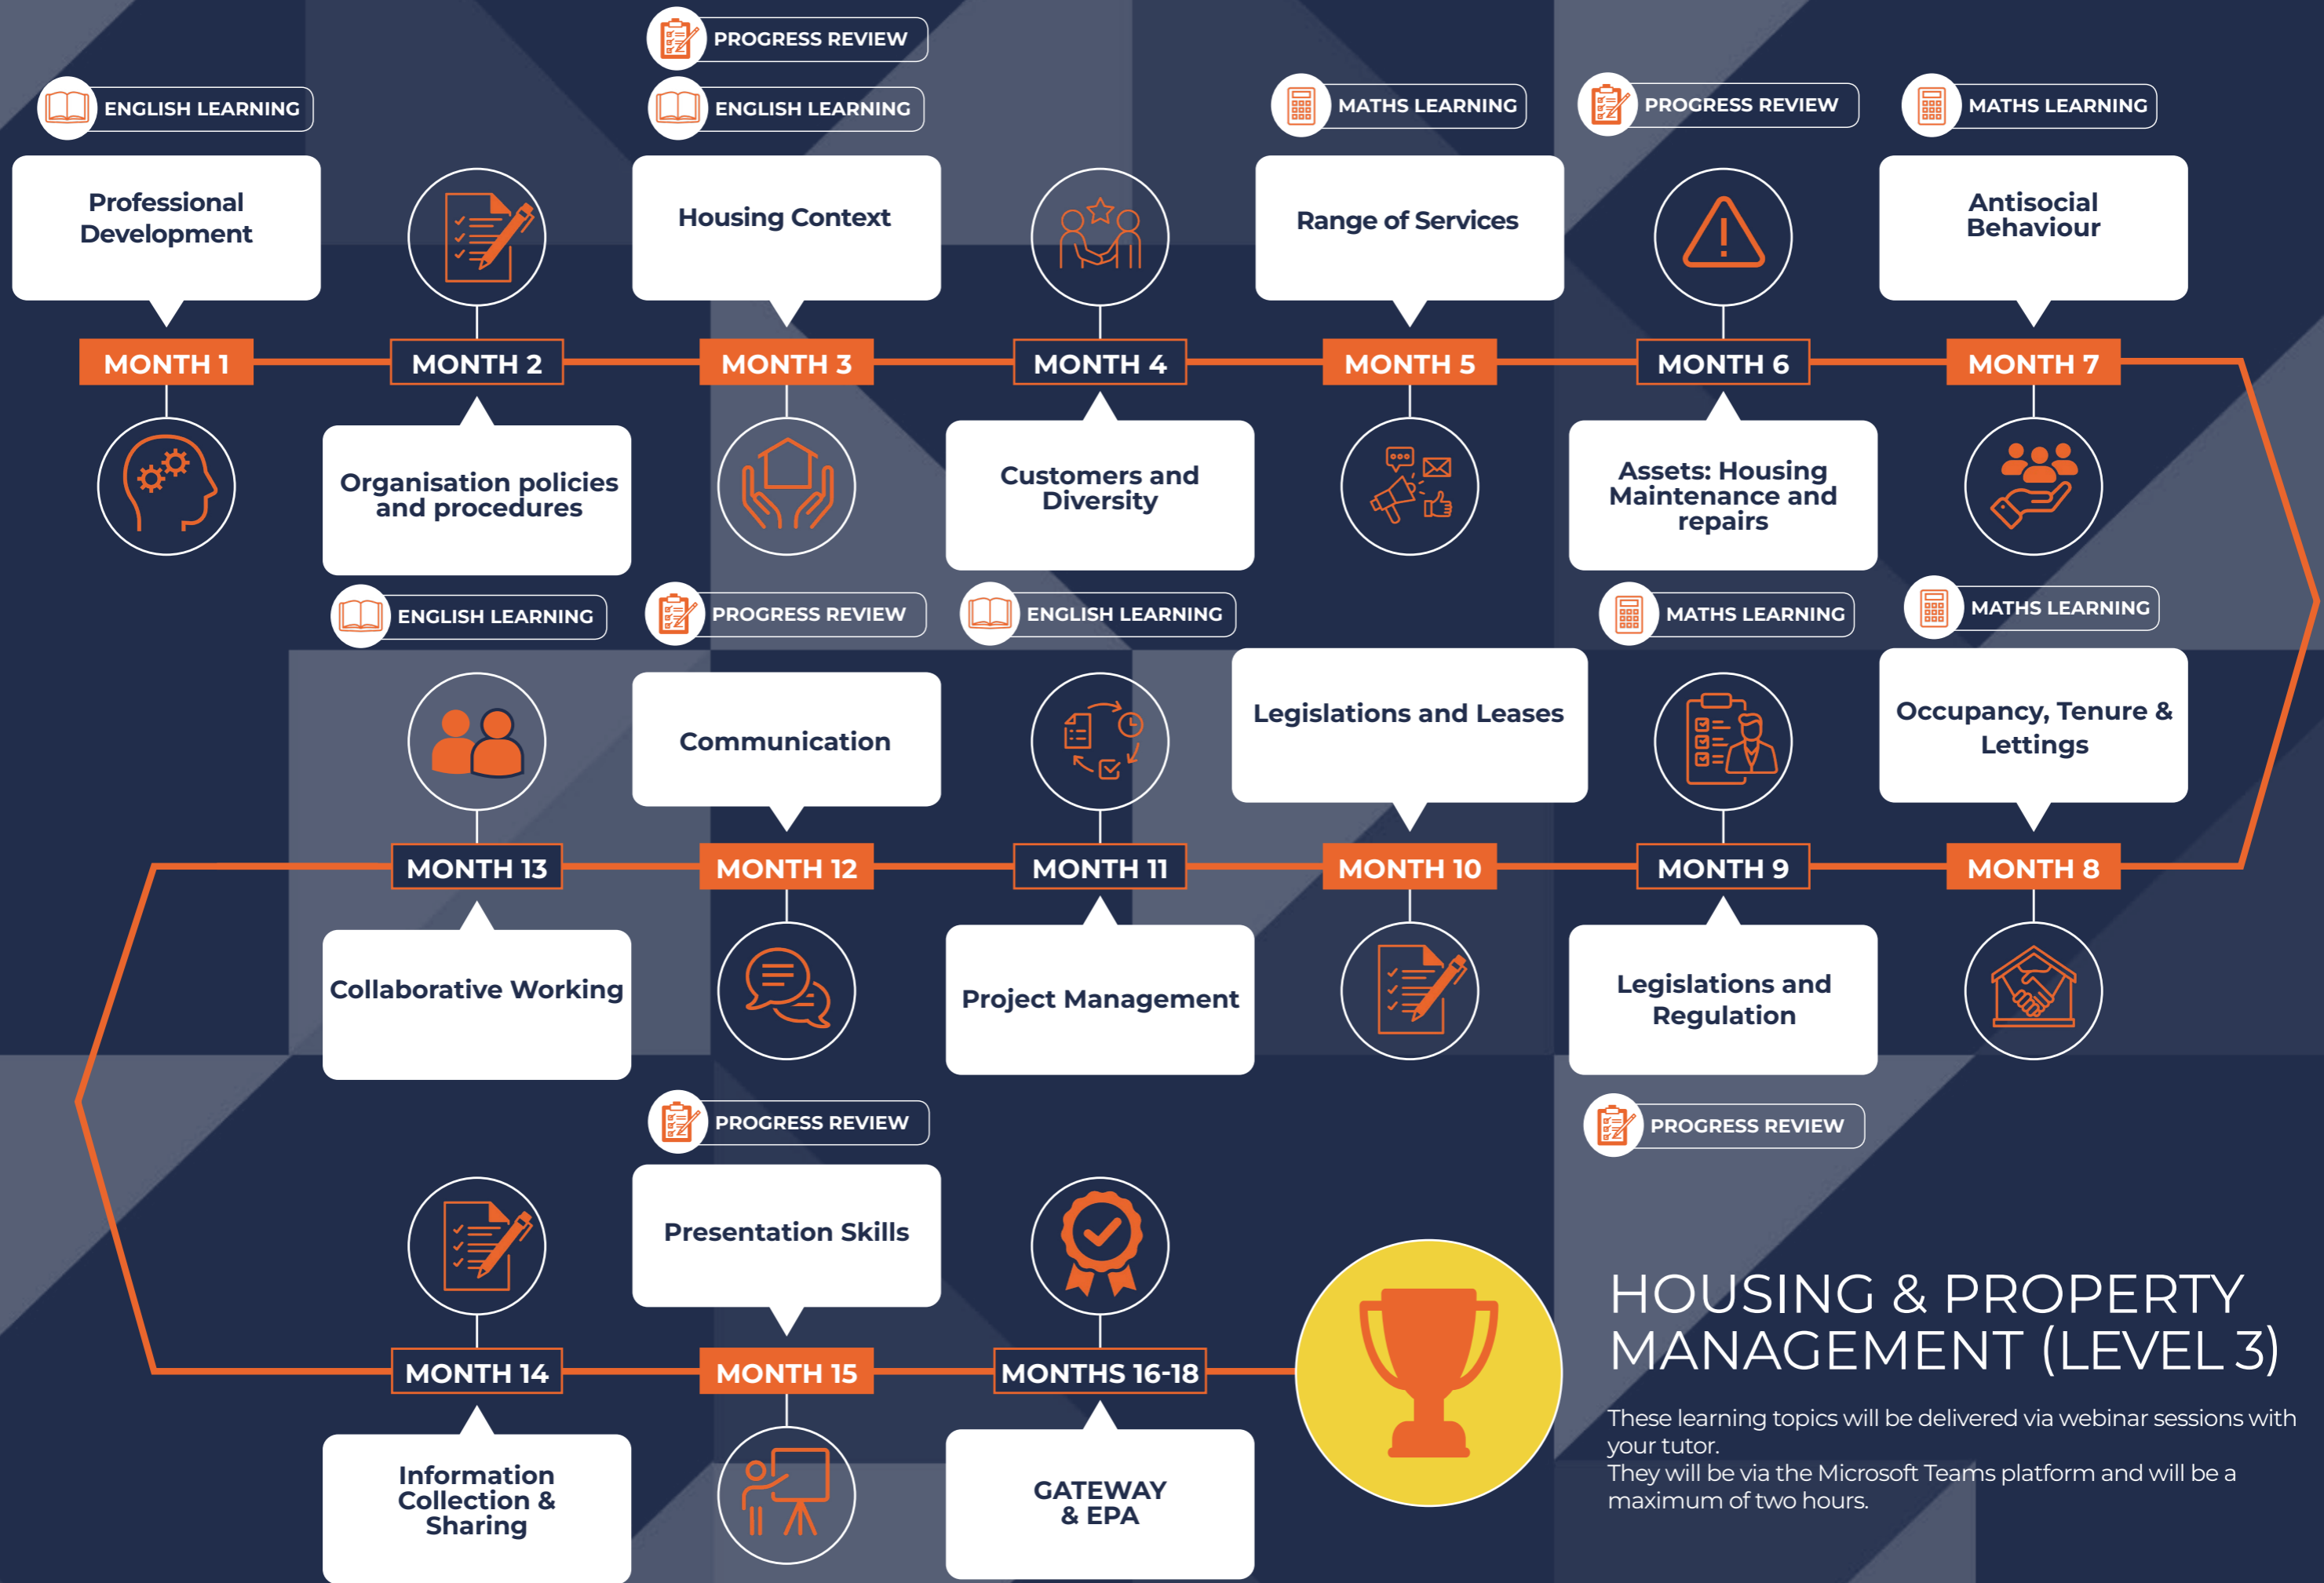 PROGRESS REVIEW
ENGLISH LEARNING
ENGLISH LEARNING
MATHS LEARNING
PROGRESS REVIEW
MATHS LEARNING
Professional
Development
Housing Context
Range of Services
Antisocial
Behaviour
MONTH 1
MONTH 2
MONTH 3
MONTH 4
MONTH 5
MONTH 6
MONTH 7
Organisation policies
and procedures
Customers and
Diversity
Assets: Housing
Maintenance and
repairs
ENGLISH LEARNING
PROGRESS REVIEW
ENGLISH LEARNING
MATHS LEARNING
MATHS LEARNING
Communication
Legislations and Leases
Occupancy, Tenure &
Lettings
MONTH 13
MONTH 12
MONTH 11
MONTH 10
MONTH 9
MONTH 8
Collaborative Working
Project Management
Legislations and
Regulation
PROGRESS REVIEW
PROGRESS REVIEW
Presentation Skills
MONTH 14
MONTH 15
MONTHS 16-18
Information
Collection &
Sharing
GATEWAY
& EPA
HOUSING & PROPERTY
MANAGEMENT (LEVEL 3)
These learning topics will be delivered via webinar sessions with
your tutor.
They will be via the Microsoft Teams platform and will be a
maximum of two hours.